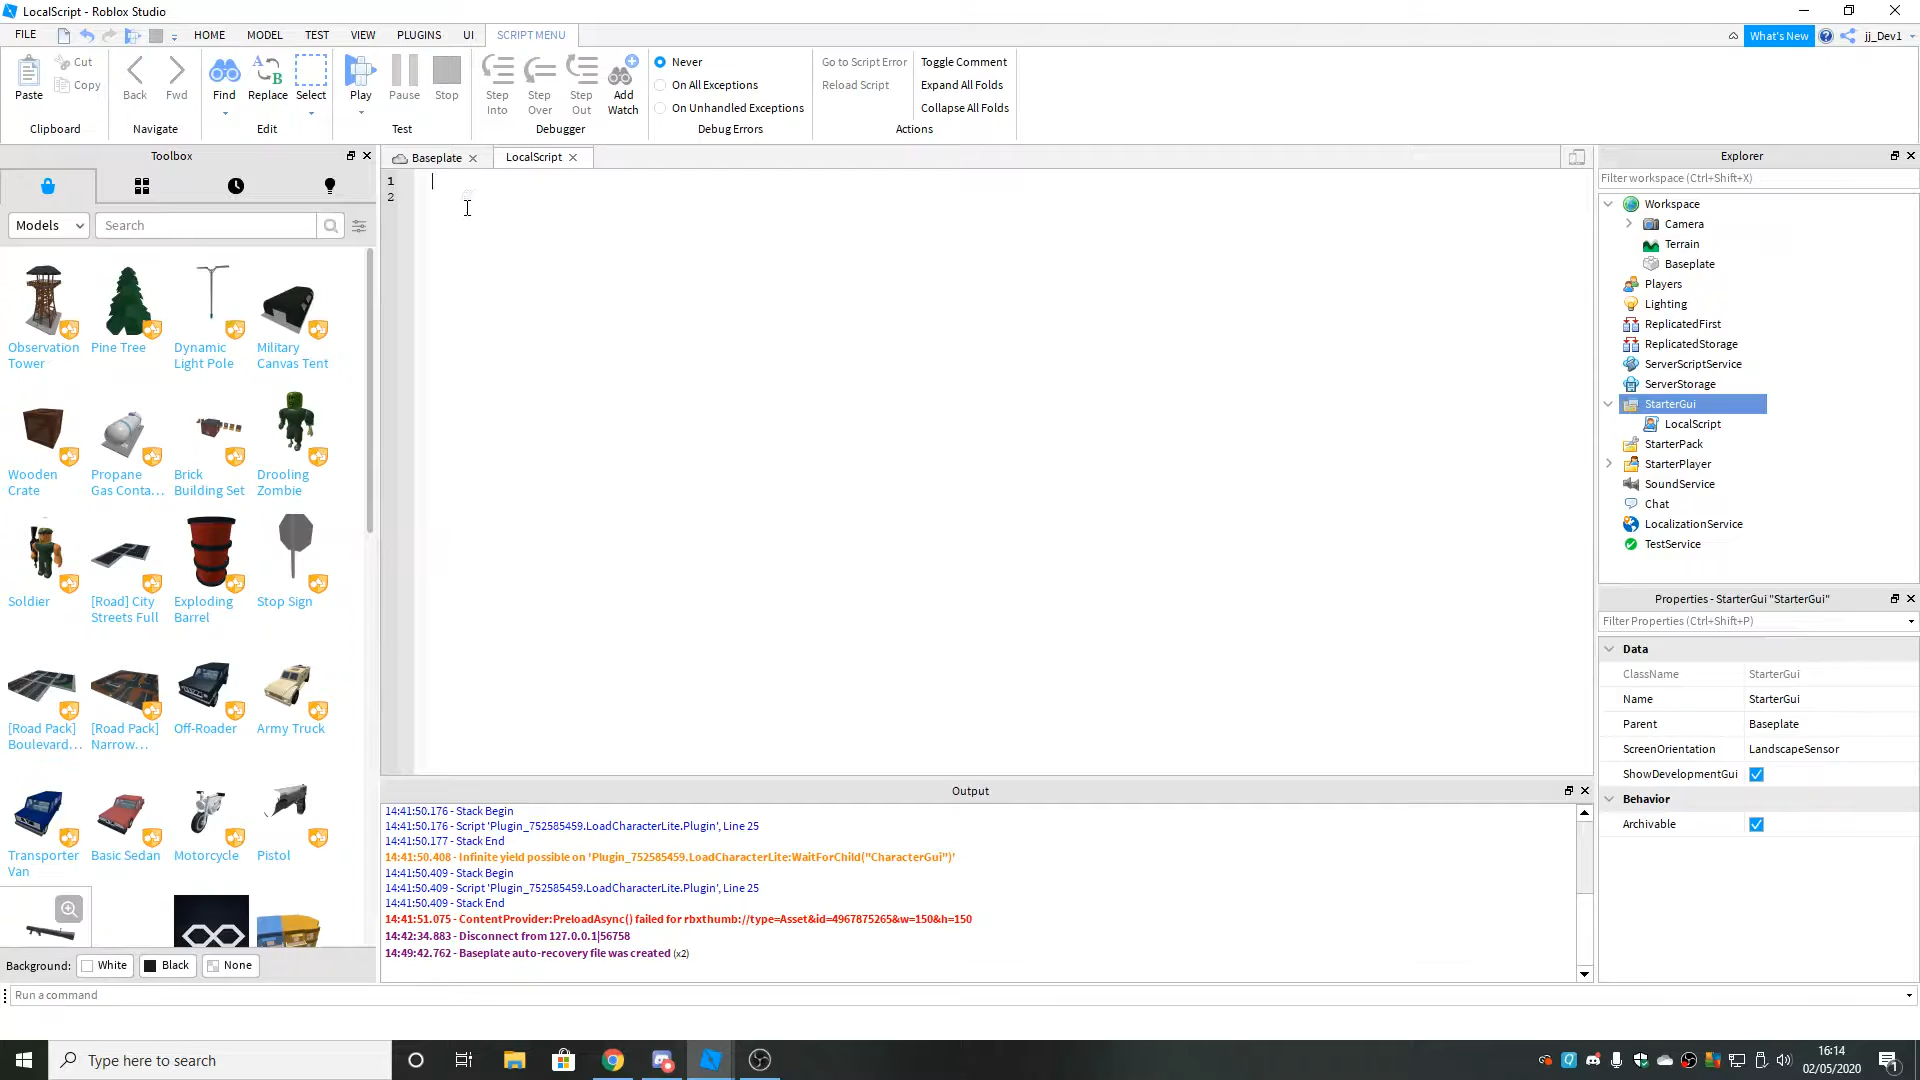 LocalScript - Roblox Studio
FILE
HOME
MODEL
TEST
VIEW
PLUGINS
UI
SCRIPT MENU
What's New
jj_Dev1
Paste
Cut
Copy
Clipboard
Back
Fwd
Navigate
Find
Replace
Select
Edit
Play
Pause
Stop
Test
Step Into
Step Over
Step Out
Add Watch
Debugger
Never
On All Exceptions
On Unhandled Exceptions
Debug Errors
Go to Script Error
Reload Script
Toggle Comment
Expand All Folds
Collapse All Folds
Actions
Toolbox
Models
Search
Observation Tower
Pine Tree
Dynamic Light Pole
Military Canvas Tent
Wooden Crate
Propane Gas Conta...
Brick Building Set
Drooling Zombie
Soldier
[Road] City Streets Full
Exploding Barrel
Stop Sign
[Road Pack] Boulevard...
[Road Pack] Narrow...
Off-Roader
Army Truck
Transporter Van
Basic Sedan
Motorcycle
Pistol
Background:
White
Black
None
Baseplate
LocalScript
1
2
Output
14:41:50.176 - Stack Begin
14:41:50.176 - Script 'Plugin_752585459.LoadCharacterLite.Plugin', Line 25
14:41:50.177 - Stack End
14:41:50.408 - Infinite yield possible on 'Plugin_752585459.LoadCharacterLite:WaitForChild("CharacterGui")'
14:41:50.409 - Stack Begin
14:41:50.409 - Script 'Plugin_752585459.LoadCharacterLite.Plugin', Line 25
14:41:50.409 - Stack End
14:41:51.075 - ContentProvider:PreloadAsync() failed for rbxthumb://type=Asset&id=4967875265&w=150&h=150
14:42:34.883 - Disconnect from 127.0.0.1|56758
14:49:42.762 - Baseplate auto-recovery file was created (x2)
Explorer
Filter workspace (Ctrl+Shift+X)
Workspace
Camera
Terrain
Baseplate
Players
Lighting
ReplicatedFirst
ReplicatedStorage
ServerScriptService
ServerStorage
StarterGui
LocalScript
StarterPack
StarterPlayer
SoundService
Chat
LocalizationService
TestService
Properties - StarterGui "StarterGui"
Filter Properties (Ctrl+Shift+P)
Data
ClassName StarterGui
Name StarterGui
Parent Baseplate
ScreenOrientation LandscapeSensor
ShowDevelopmentGui
Behavior
Archivable
Run a command
Type here to search
16:14
02/05/2020
1